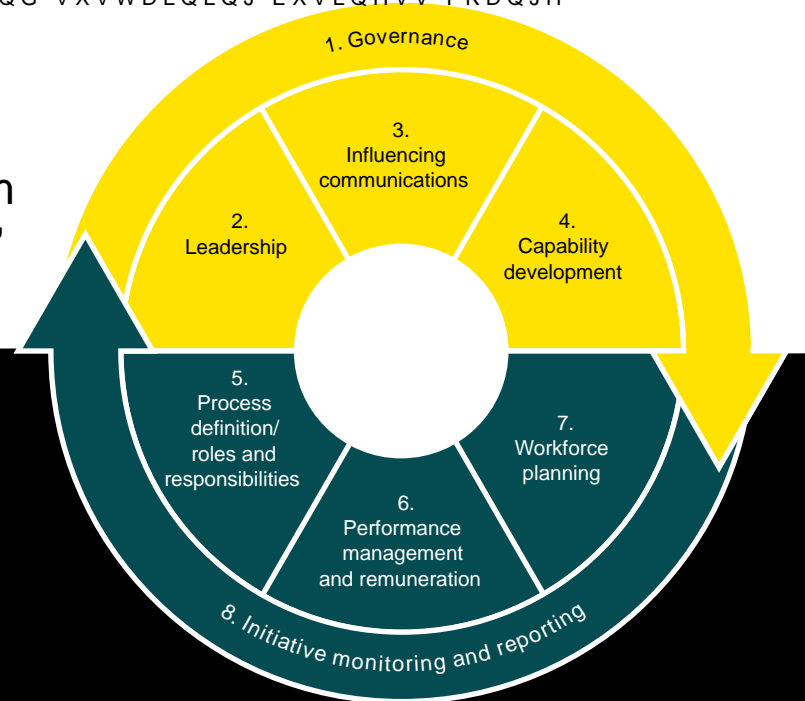 1. Governance
3.
Influencing
communications
2.
Leadership
4.
Capability
development
5.
Process
definition/
roles and
responsibilities
7.
Workforce
planning
6.
Performance
management
and remuneration
8. Initiative monitoring and reporting